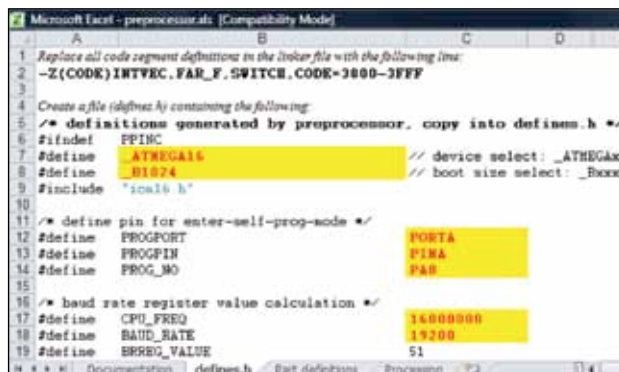 Microsoft Excel - preprocessor.xls [Compatibility Mode]
A B C D
1 Replace all code segment definitions in the linker file with the following line:
2 -Z(CODE)INTVEC,FAR_F,SWITCH,CODE=3800-3FFF
3
4 Create a file (defines.h) containing the following:
5 /* definitions generated by preprocessor, copy into defines.h */
6 #ifndef __PPINC
7 #define _ATMEGA16 // device select: _ATMEGAxx
8 #define _B1024 // boot size select: _Bxxx
9 #include "iom16.h"
10
11 /* define pin for enter-self-prog-mode */
12 #define PROGPORT PORTA
13 #define PROGPIN PINA
14 #define PROG_NO PA0
15
16 /* baud rate register value calculation */
17 #define CPU_FREQ 16000000
18 #define BAUD_RATE 19200
19 #define BRREG_VALUE 51
Documentation defines.h Part definitions Processing